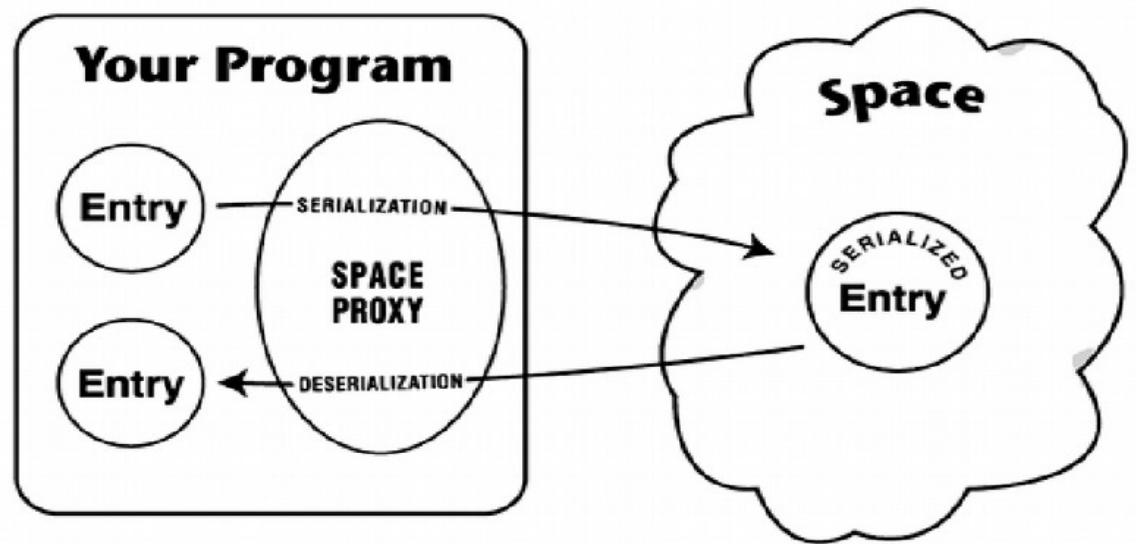 Your Program
Entry
SERIALIZATION
SPACE
PROXY
Entry
DESERIALIZATION
Space
SERIALIZED
Entry